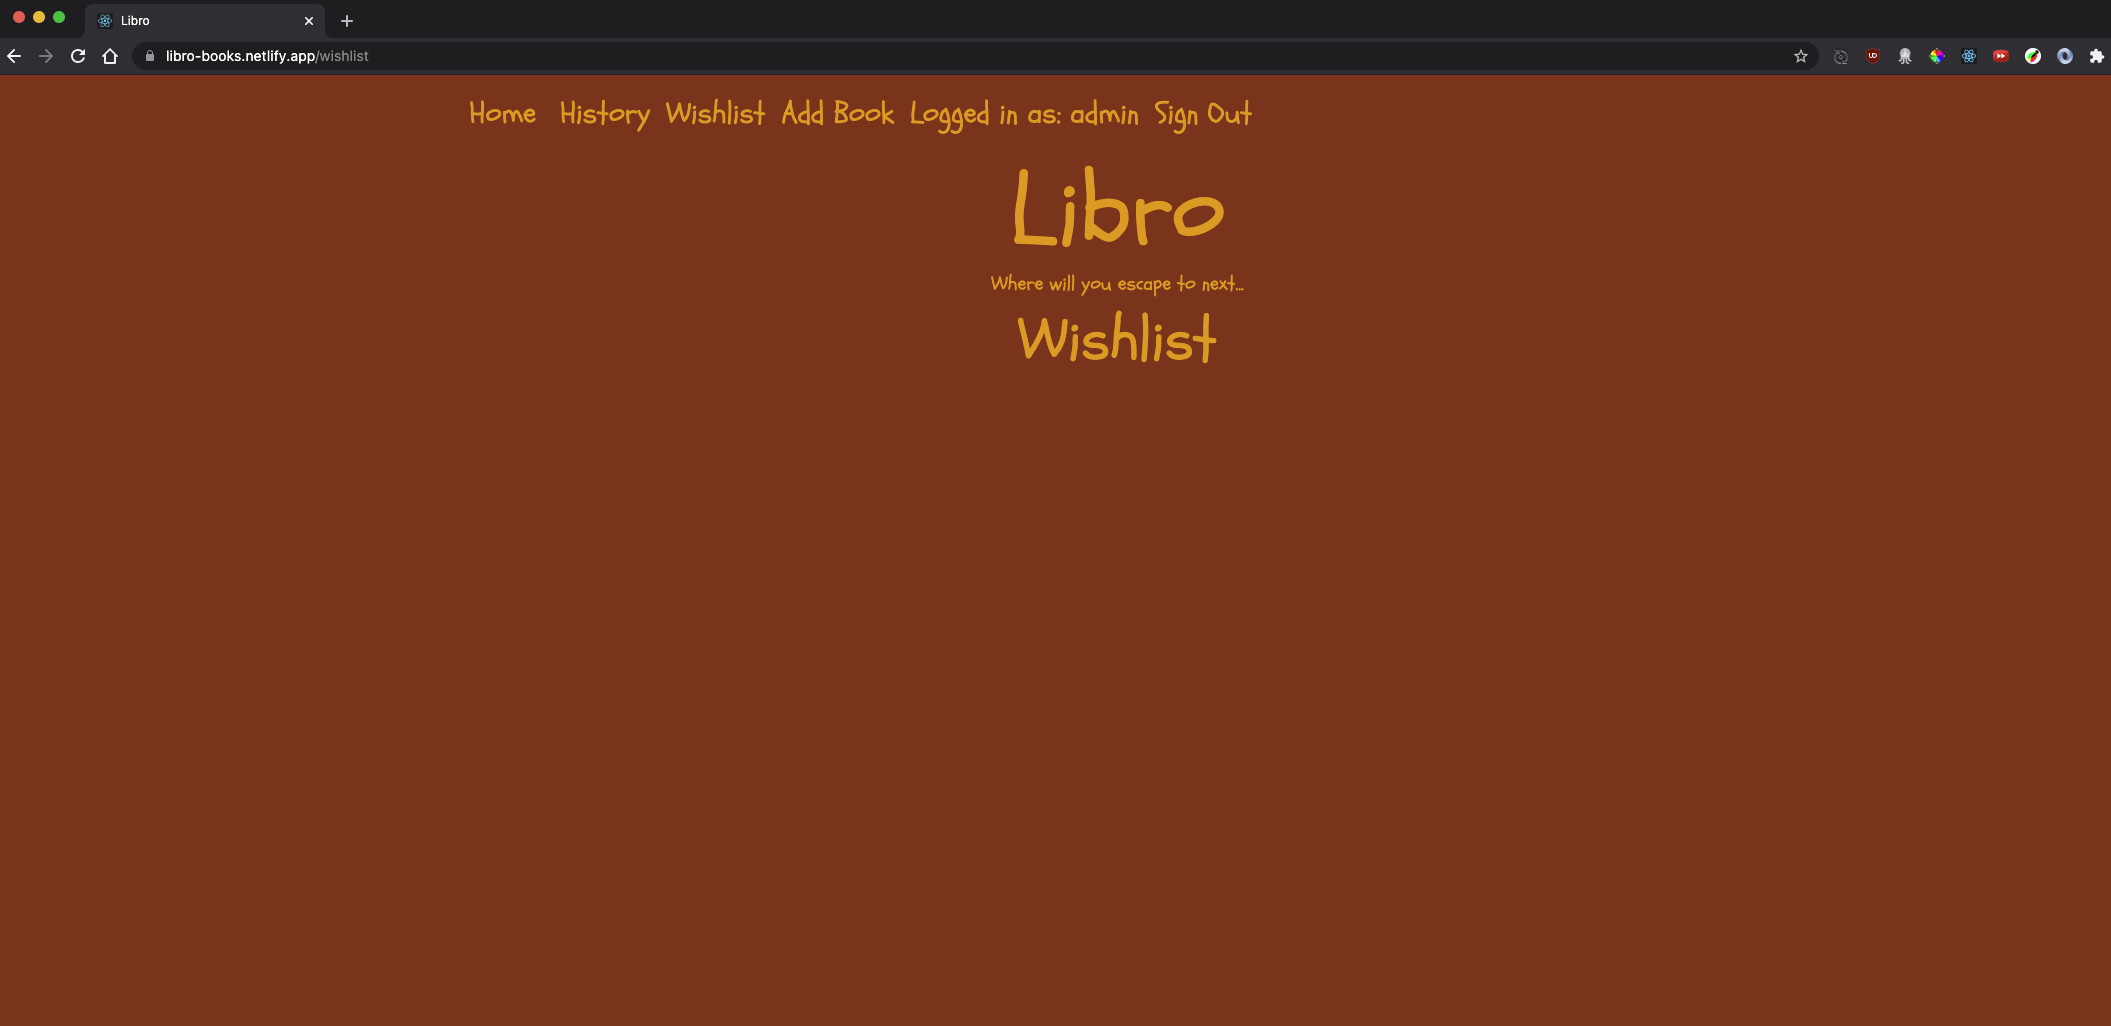 Libro
libro-books.netlify.app/wishlist
Home History Wishlist Add Book Logged in as: admin Sign Out
Libro
Where will you escape to next...
Wishlist